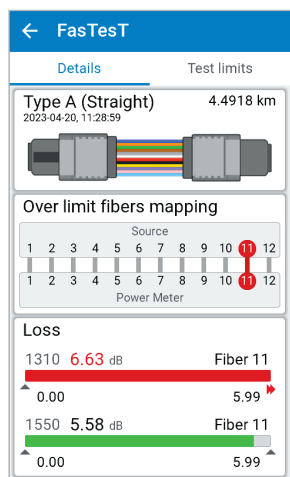 FasTesT
Details Test limits
Type A (Straight) 4.4918 km
2023-04-20, 11:28:59
Over limit fibers mapping
Source
1 2 3 4 5 6 7 8 9 10 11 12
1 2 3 4 5 6 7 8 9 10 11 12
Power Meter
Loss
1310 6.63 dB Fiber 11
0.00 5.99
1550 5.58 dB Fiber 11
0.00 5.99